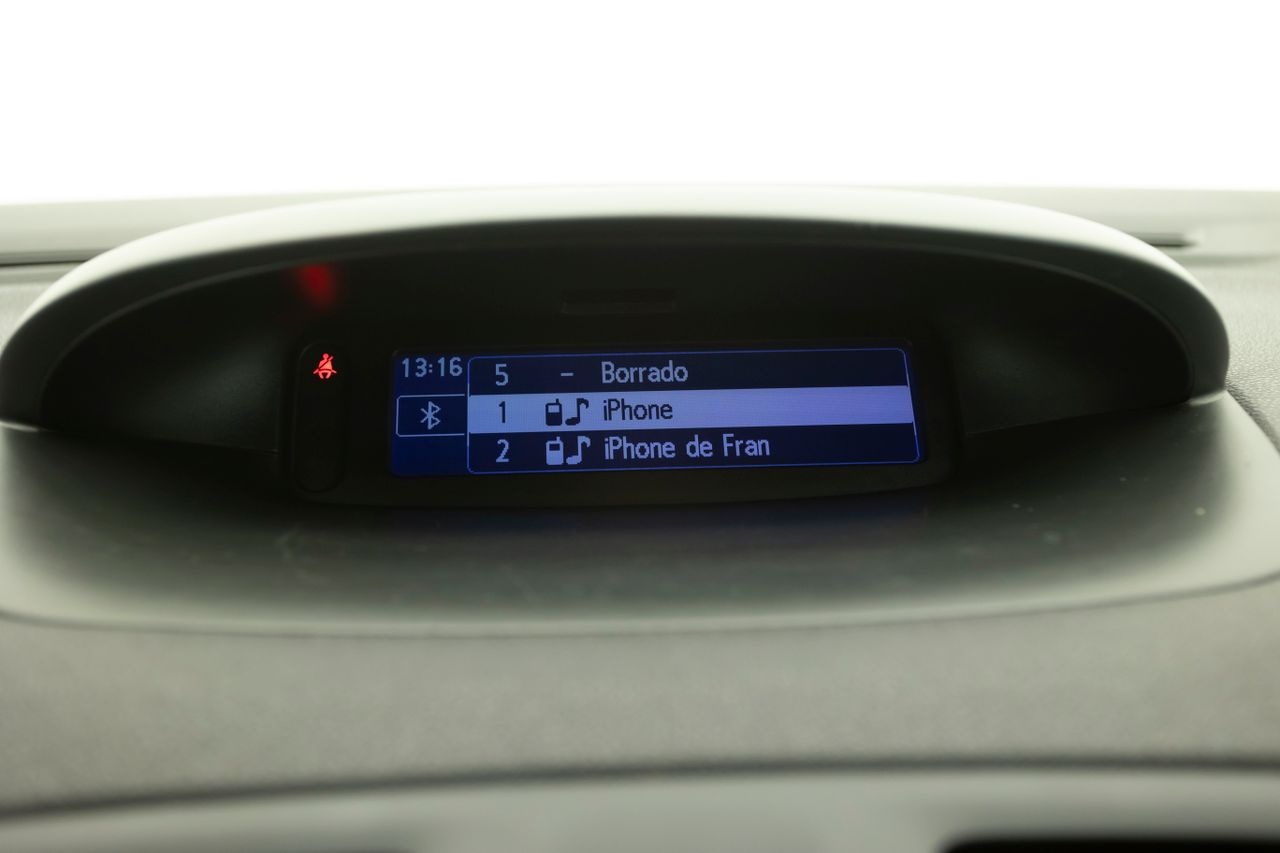 13:16
5 – Borrado
1 iPhone
2 iPhone de Fran